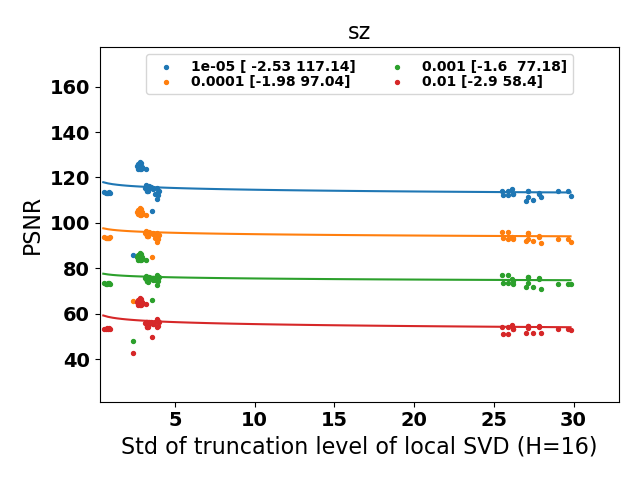 sz
1e-05 [ -2.53 117.14]
0.0001 [-1.98 97.04]
0.001 [-1.6  77.18]
0.01 [-2.9 58.4]
PSNR
160
140
120
100
80
60
40
5 10 15 20 25 30
Std of truncation level of local SVD (H=16)